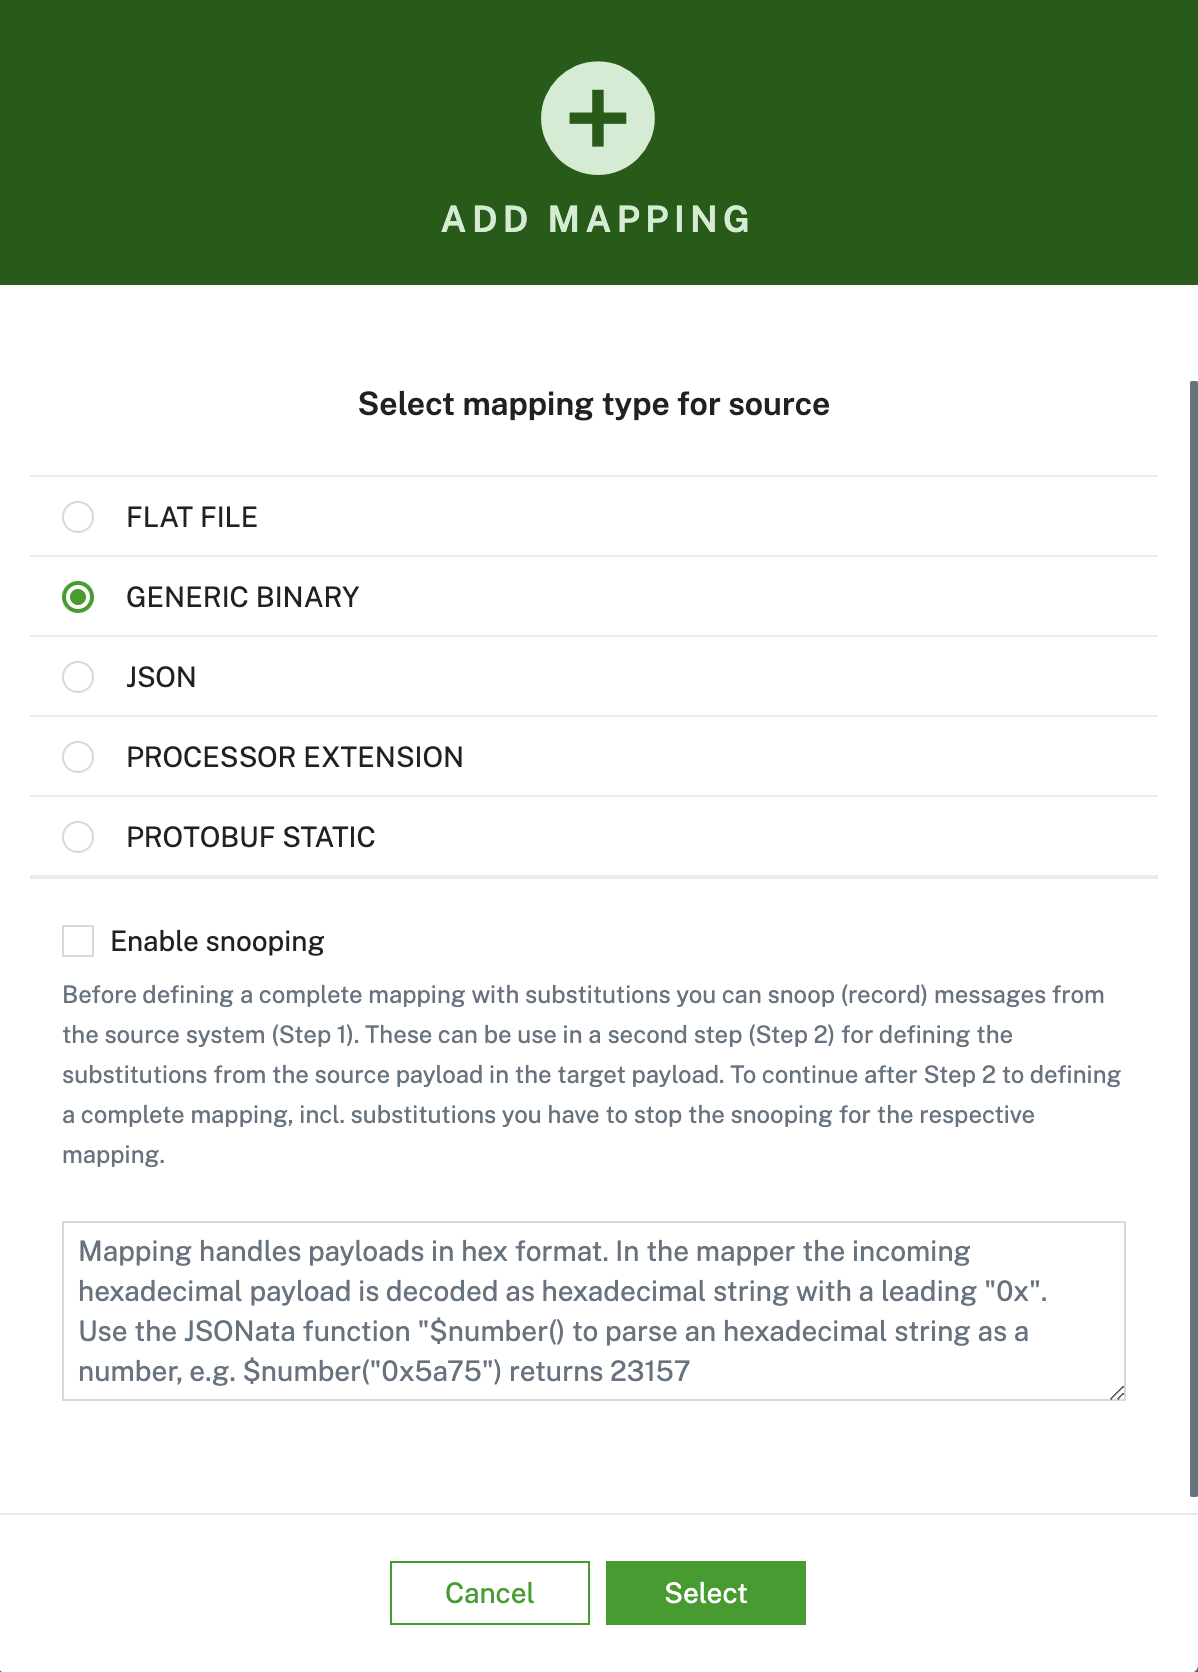 ADD MAPPING
Select mapping type for source
FLAT FILE
GENERIC BINARY
JSON
PROCESSOR EXTENSION
PROTOBUF STATIC
Enable snooping
Before defining a complete mapping with substitutions you can snoop (record) messages from
the source system (Step 1). These can be use in a second step (Step 2) for defining the
substitutions from the source payload in the target payload. To continue after Step 2 to defining
a complete mapping, incl. substitutions you have to stop the snooping for the respective
mapping.
Mapping handles payloads in hex format. In the mapper the incoming
hexadecimal payload is decoded as hexadecimal string with a leading "0x".
Use the JSONata function "$number() to parse an hexadecimal string as a
number, e.g. $number("0x5a75") returns 23157
Cancel
Select